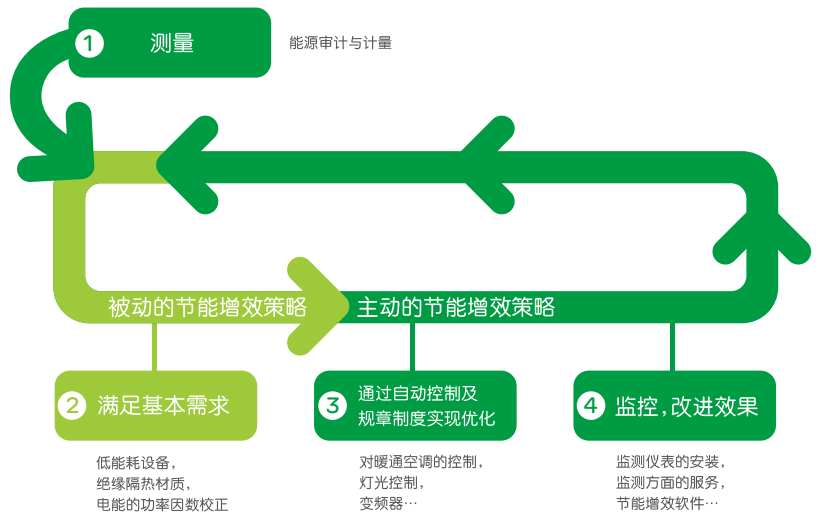 1 测量
能源审计与计量
被动的节能增效策略
主动的节能增效策略
2 满足基本需求
低能耗设备,
绝缘隔热材质,
电能的功率因数校正
3 通过自动控制及
规章制度实现优化
对暖通空调的控制,
灯光控制,
变频器…
4 监控,改进效果
监测仪表的安装,
监测方面的服务,
节能增效软件…